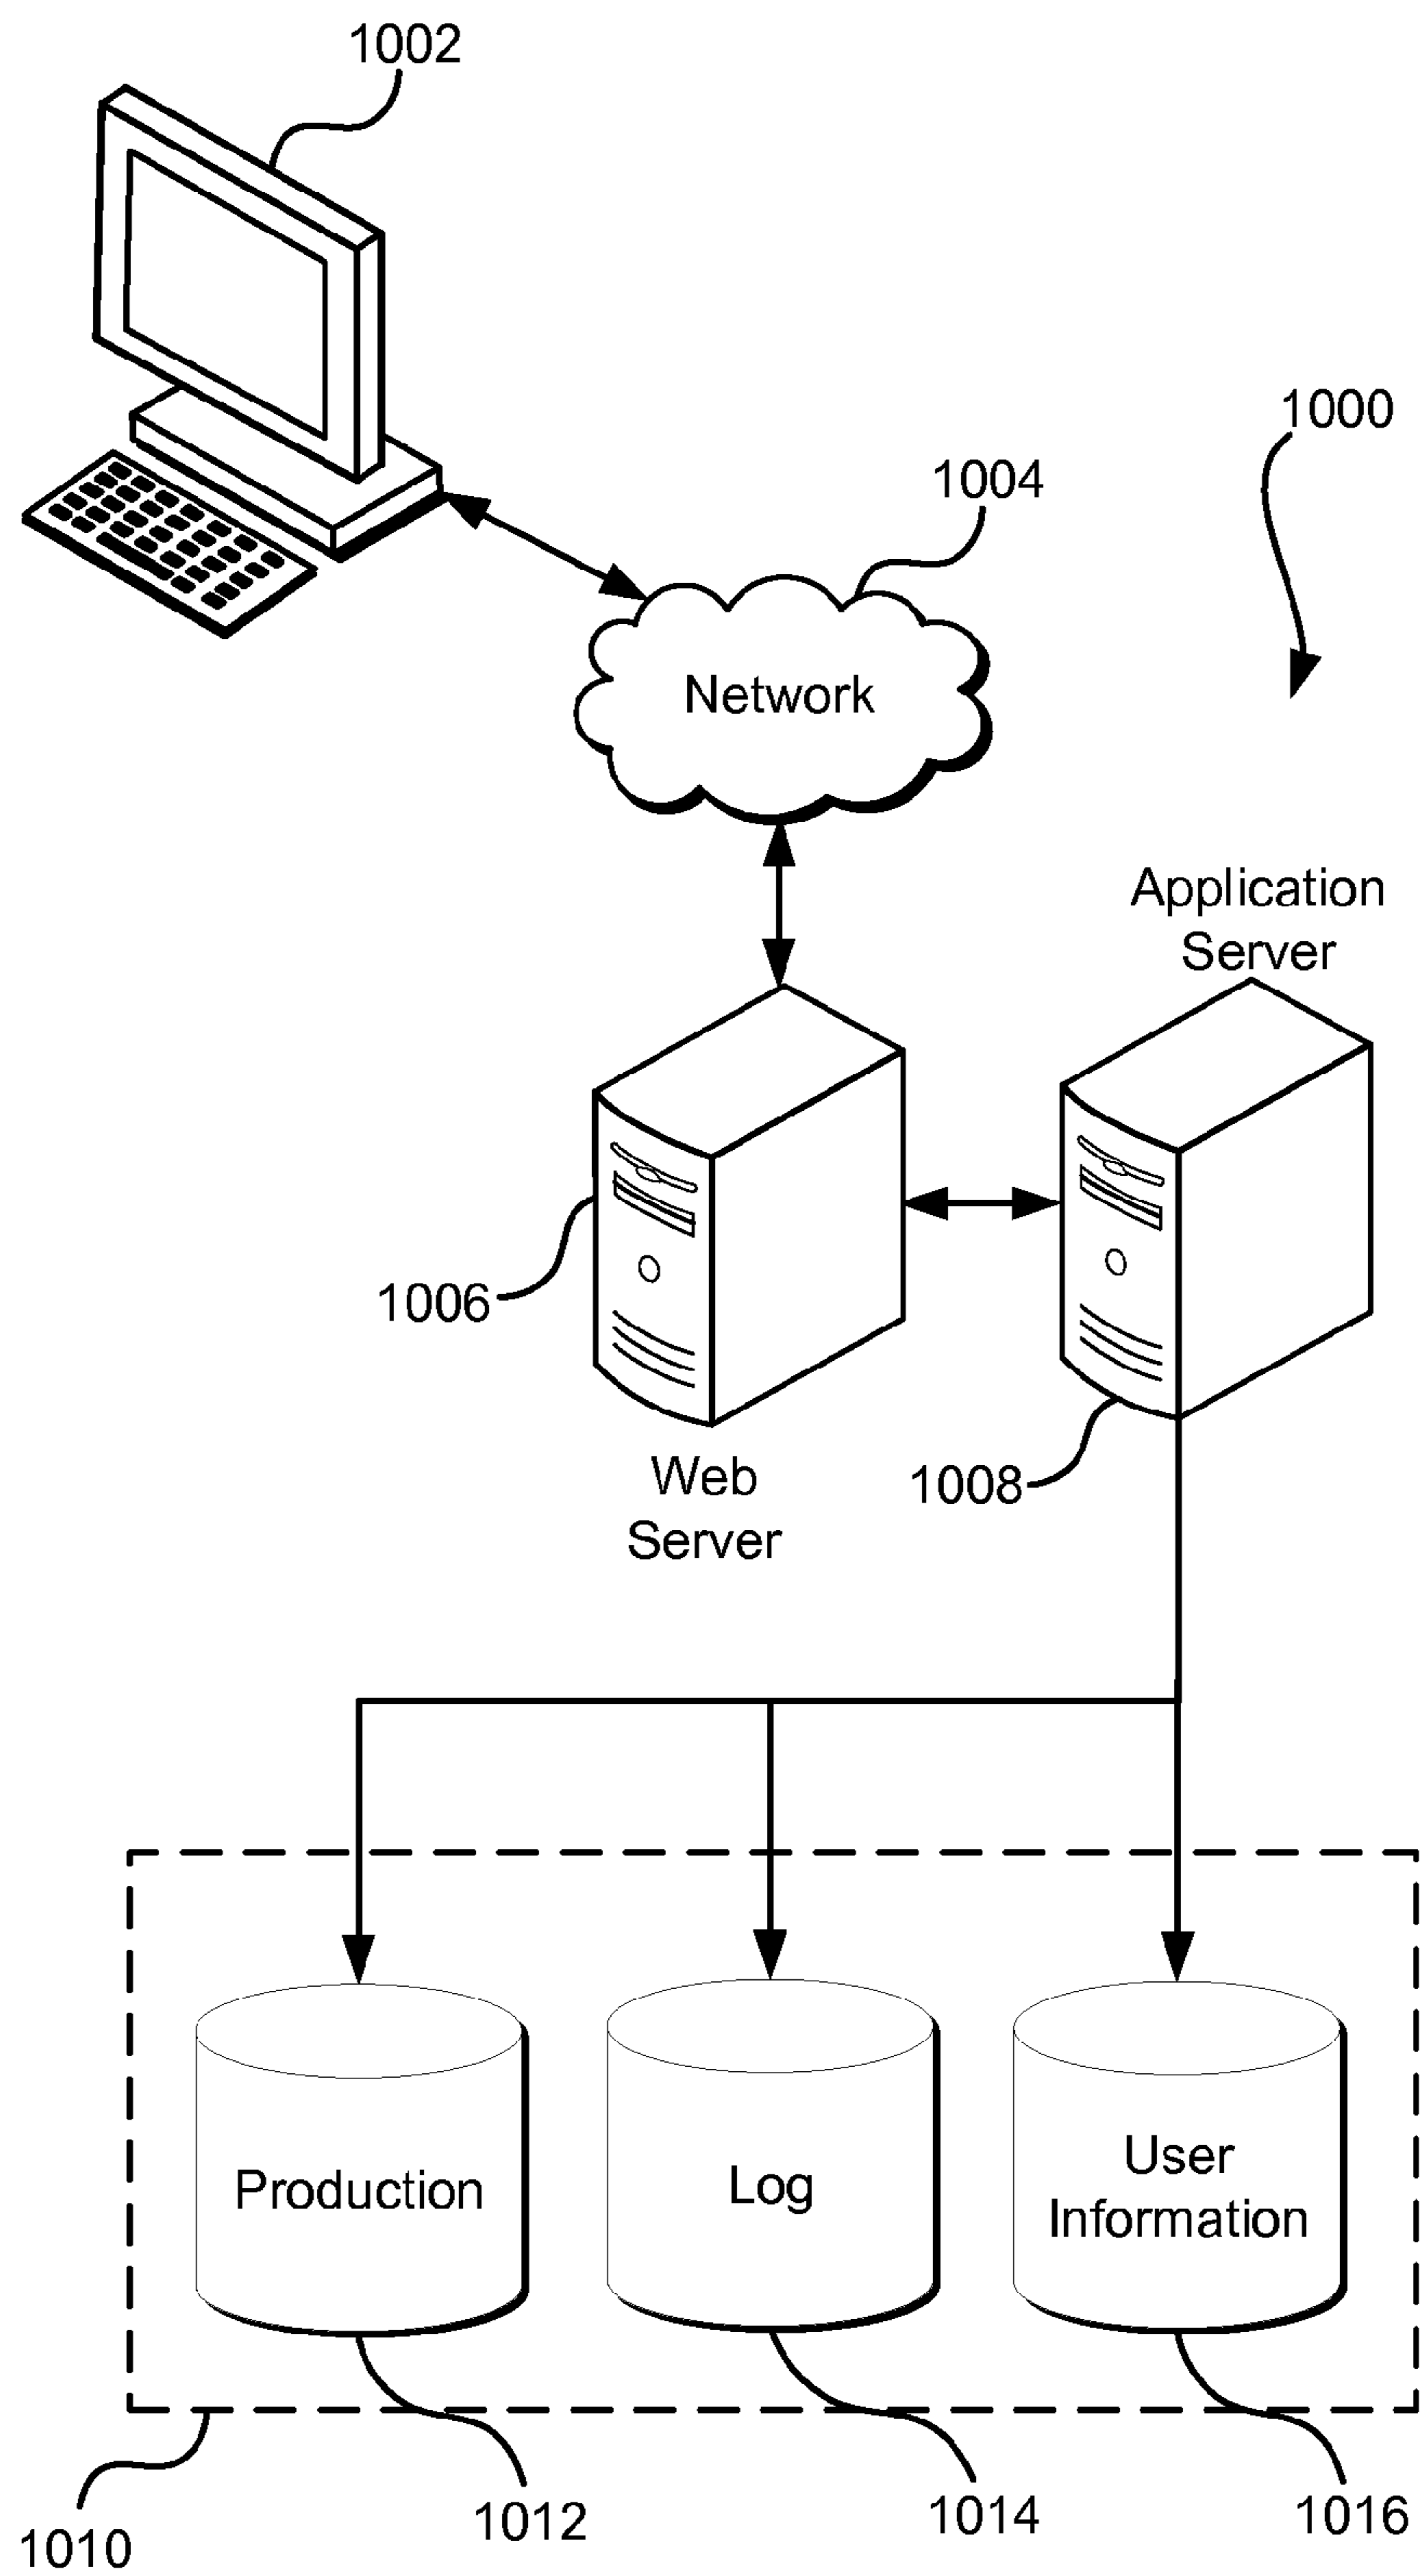 1002
1000
1004
Network
Application
Server
1006
Web
Server
1008
Production
Log
User
Information
1010
1012
1014
1016